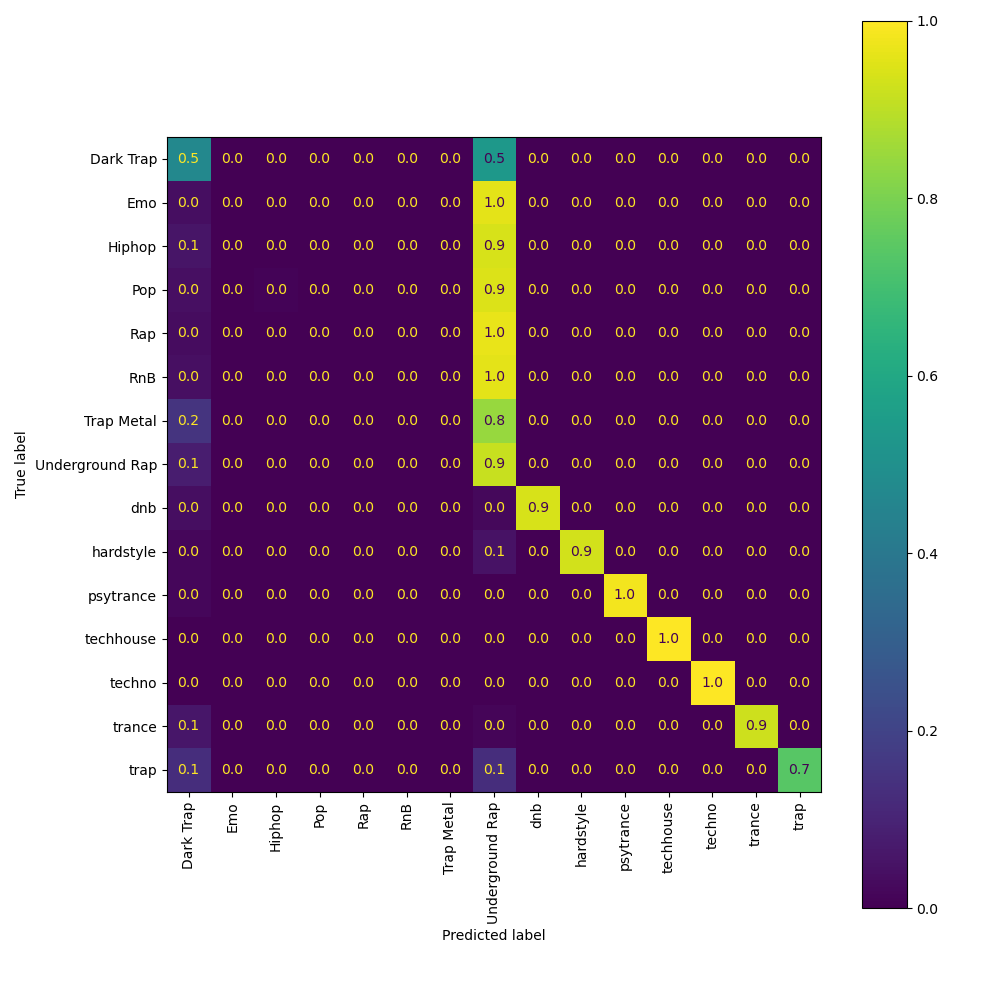 1.0
Dark Trap 0.5 0.0 0.0 0.0 0.0 0.0 0.0 0.5 0.0 0.0 0.0 0.0 0.0 0.0 0.0
Emo 0.0 0.0 0.0 0.0 0.0 0.0 0.0 1.0 0.0 0.0 0.0 0.0 0.0 0.0 0.0
0.8
Hiphop 0.1 0.0 0.0 0.0 0.0 0.0 0.0 0.9 0.0 0.0 0.0 0.0 0.0 0.0 0.0
Pop 0.0 0.0 0.0 0.0 0.0 0.0 0.0 0.9 0.0 0.0 0.0 0.0 0.0 0.0 0.0
Rap 0.0 0.0 0.0 0.0 0.0 0.0 0.0 1.0 0.0 0.0 0.0 0.0 0.0 0.0 0.0
RnB 0.0 0.0 0.0 0.0 0.0 0.0 0.0 1.0 0.0 0.0 0.0 0.0 0.0 0.0 0.0
0.6
Trap Metal 0.2 0.0 0.0 0.0 0.0 0.0 0.0 0.8 0.0 0.0 0.0 0.0 0.0 0.0 0.0
True label
Underground Rap 0.1 0.0 0.0 0.0 0.0 0.0 0.0 0.9 0.0 0.0 0.0 0.0 0.0 0.0 0.0
dnb 0.0 0.0 0.0 0.0 0.0 0.0 0.0 0.0 0.9 0.0 0.0 0.0 0.0 0.0 0.0
hardstyle 0.0 0.0 0.0 0.0 0.0 0.0 0.0 0.1 0.0 0.9 0.0 0.0 0.0 0.0 0.0
0.4
psytrance 0.0 0.0 0.0 0.0 0.0 0.0 0.0 0.0 0.0 0.0 1.0 0.0 0.0 0.0 0.0
techhouse 0.0 0.0 0.0 0.0 0.0 0.0 0.0 0.0 0.0 0.0 0.0 1.0 0.0 0.0 0.0
techno 0.0 0.0 0.0 0.0 0.0 0.0 0.0 0.0 0.0 0.0 0.0 0.0 1.0 0.0 0.0
trance 0.1 0.0 0.0 0.0 0.0 0.0 0.0 0.0 0.0 0.0 0.0 0.0 0.0 0.9 0.0
0.2
trap 0.1 0.0 0.0 0.0 0.0 0.0 0.0 0.1 0.0 0.0 0.0 0.0 0.0 0.0 0.7
Dark Trap
Emo
Hiphop
Pop
Rap
RnB
Trap Metal
Underground Rap
dnb
hardstyle
psytrance
techhouse
techno
trance
trap
0.0
Predicted label